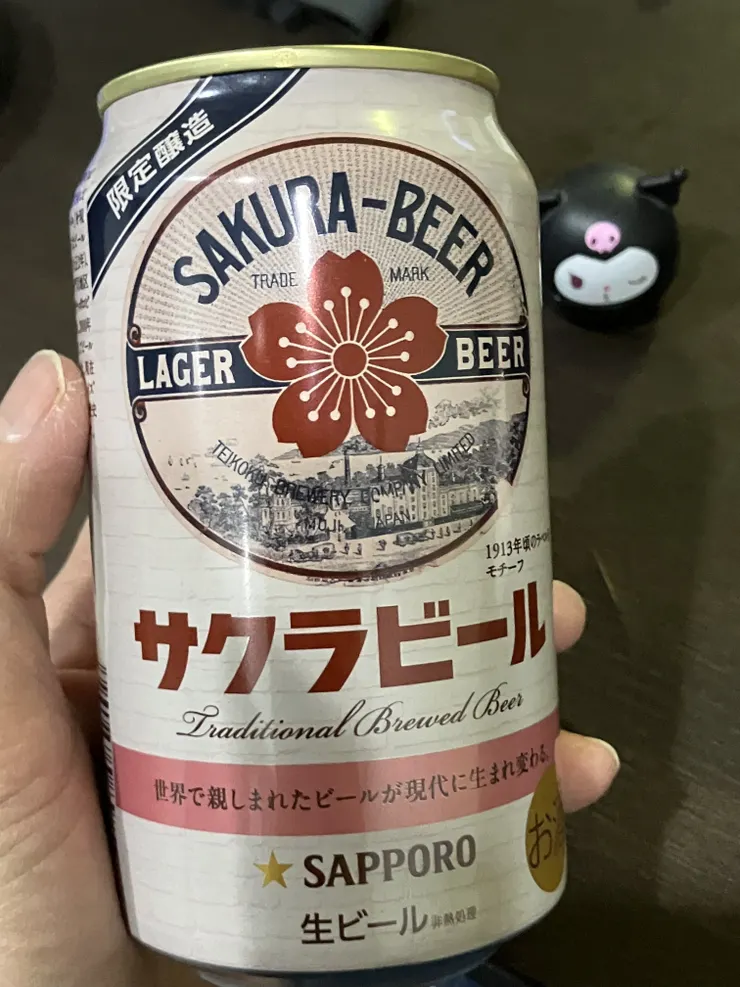 限定醸造
SAKURA-BEER
TRADE MARK
LAGER BEER
TEIKOKU-BREWERY COMPANY LIMITED
MOJI JAPAN
1913年頃のラベル
モチーフ
サクラビール
Traditional Brewed Beer
世界で親しまれたビールが現代に生まれ変わる。
SAPPORO
生ビール 非熱処理
お